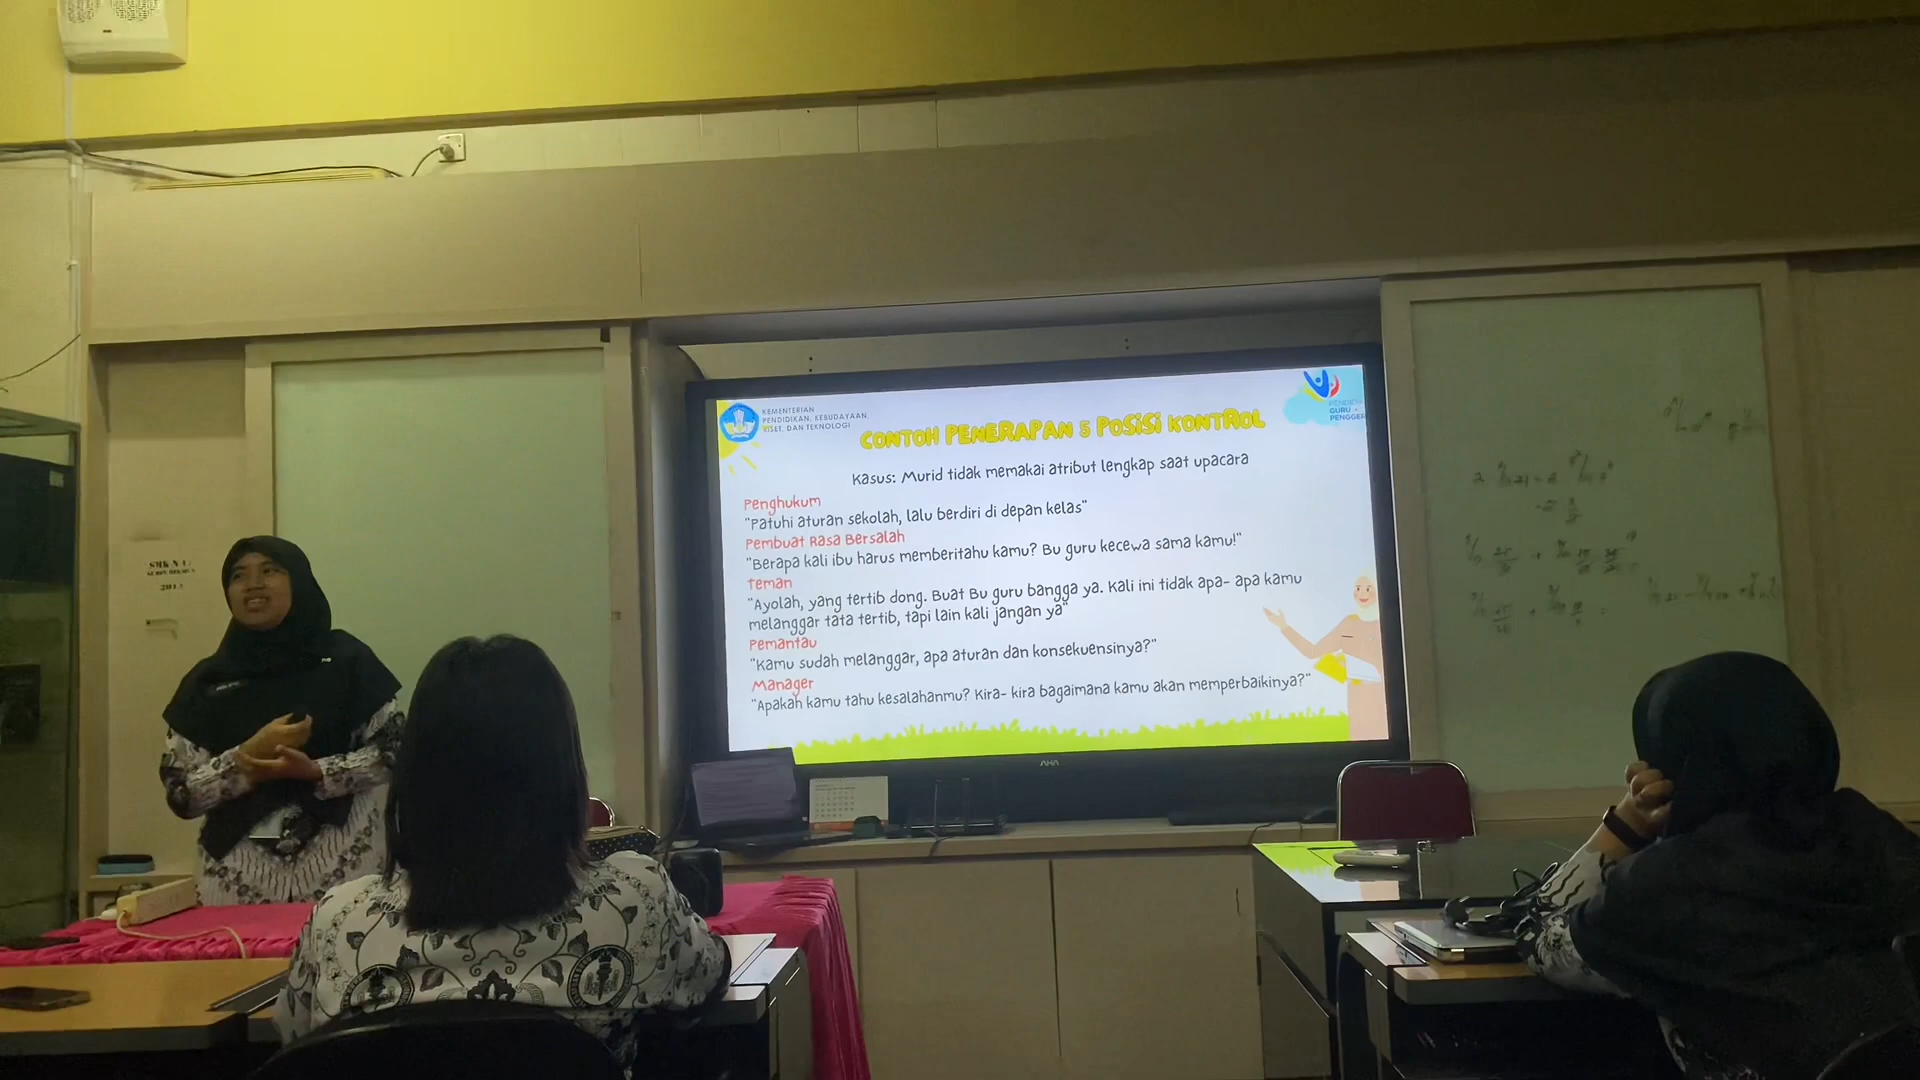 KEMENTERIAN
PENDIDIKAN, KEBUDAYAAN,
RISET, DAN TEKNOLOGI
GURU
PENGGER
CONTOH PENERAPAN 5 POSISI KONTROL
Kasus: Murid tidak memakai atribut lengkap saat upacara
Penghukum
"Patuhi aturan sekolah, lalu berdiri di depan kelas"
Pembuat Rasa Bersalah
"Berapa kali ibu harus memberitahu kamu? Bu guru kecewa sama kamu!"
Teman
"Ayolah, yang tertib dong. Buat Bu guru bangga ya. Kali ini tidak apa- apa kamu
melanggar tata tertib, tapi lain kali jangan ya"
Pemantau
"Kamu sudah melanggar, apa aturan dan konsekuensinya?"
Manager
"Apakah kamu tahu kesalahanmu? Kira- kira bagaimana kamu akan memperbaikinya?"
AHA
SMK N